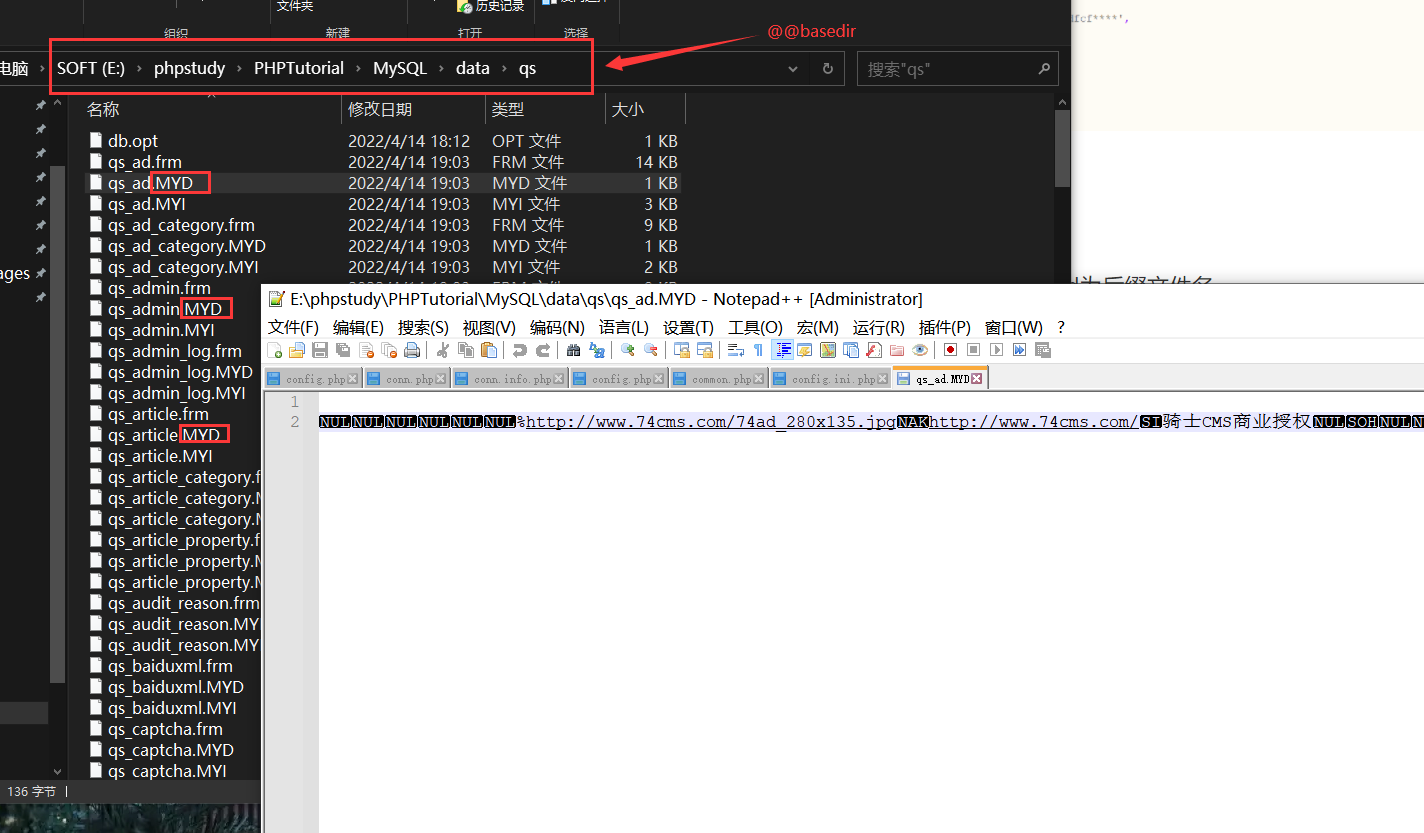 文件夹
历史记录
组织
新建
打开
选择
@@basedir
电脑 › SOFT (E:) › phpstudy › PHPTutorial › MySQL › data › qs
搜索"qs"
名称 修改日期 类型 大小
db.opt 2022/4/14 18:12 OPT 文件 1 KB
qs_ad.frm 2022/4/14 19:03 FRM 文件 14 KB
qs_ad.MYD 2022/4/14 19:03 MYD 文件 1 KB
qs_ad.MYI 2022/4/14 19:03 MYI 文件 3 KB
qs_ad_category.frm 2022/4/14 19:03 FRM 文件 9 KB
qs_ad_category.MYD 2022/4/14 19:03 MYD 文件 1 KB
qs_ad_category.MYI 2022/4/14 19:03 MYI 文件 2 KB
qs_admin.frm
qs_admin.MYD
qs_admin.MYI
qs_admin_log.frm
qs_admin_log.MYD
qs_admin_log.MYI
qs_article.frm
qs_article.MYD
qs_article.MYI
qs_article_category.f
qs_article_category.M
qs_article_category.M
qs_article_property.f
qs_article_property.M
qs_article_property.M
qs_audit_reason.frm
qs_audit_reason.MY
qs_audit_reason.MY
qs_baiduxml.frm
qs_baiduxml.MYD
qs_baiduxml.MYI
qs_captcha.frm
qs_captcha.MYD
qs_captcha.MYI
ages
136 字节
E:\phpstudy\PHPTutorial\MySQL\data\qs\qs_ad.MYD - Notepad++ [Administrator]
文件(F) 编辑(E) 搜索(S) 视图(V) 编码(N) 语言(L) 设置(T) 工具(O) 宏(M) 运行(R) 插件(P) 窗口(W) ?
config.php conn.php conn.info.php config.php common.php config.ini.php qs_ad.MYD
1
2 NULNULNULNULNULNUL%http://www.74cms.com/74ad_280x135.jpgNAKhttp://www.74cms.com/SI骑士CMS商业授权NULSOHNULN